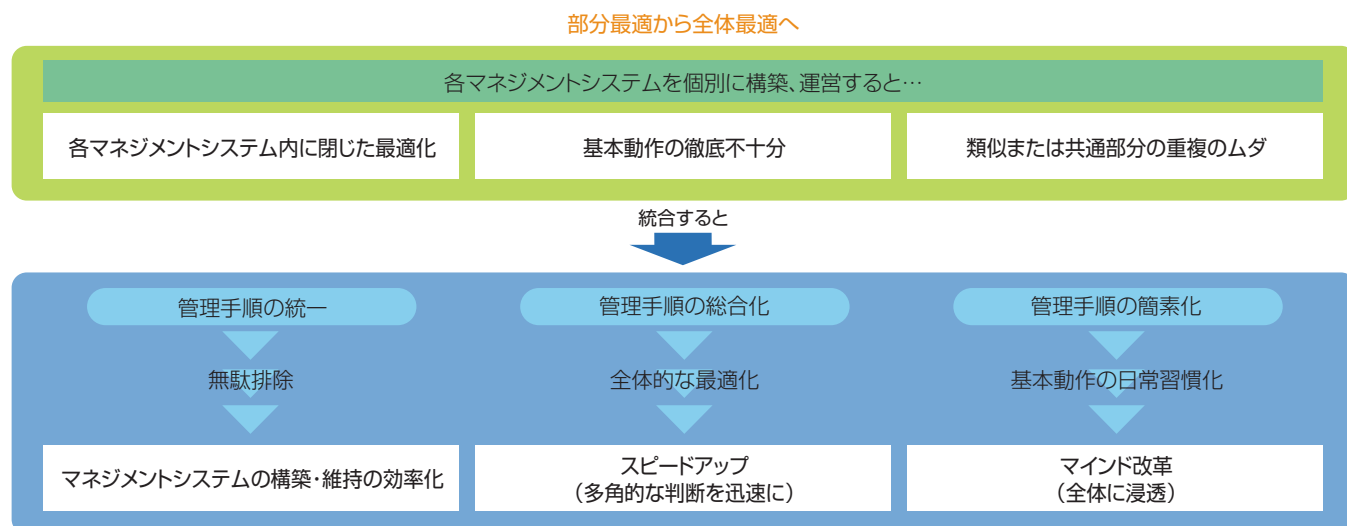 部分最適から全体最適へ
各マネジメントシステムを個別に構築、運営すると…
各マネジメントシステム内に閉じた最適化
基本動作の徹底不十分
類似または共通部分の重複のムダ
統合すると
管理手順の統一
管理手順の総合化
管理手順の簡素化
無駄排除
全体的な最適化
基本動作の日常習慣化
マネジメントシステムの構築・維持の効率化
スピードアップ
（多角的な判断を迅速に）
マインド改革
（全体に浸透）